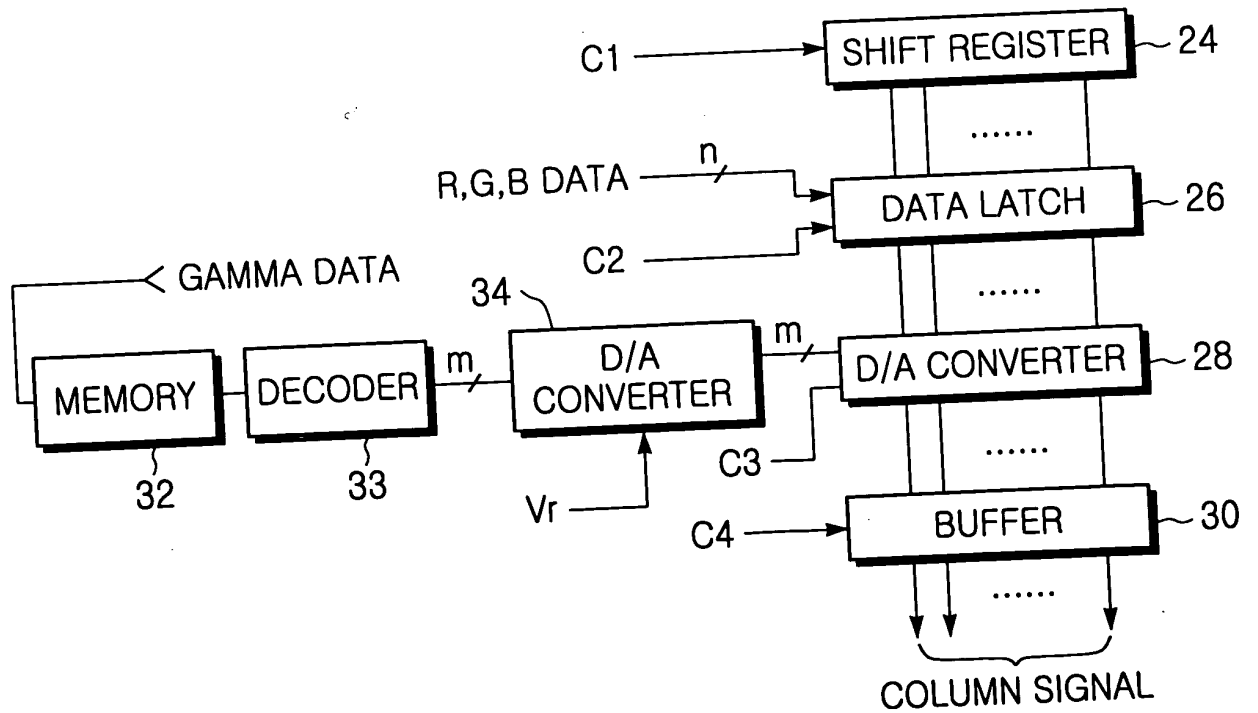 C1
SHIFT REGISTER
24
R,G,B DATA
n
DATA LATCH
26
C2
GAMMA DATA
34
MEMORY
DECODER
m
D/A
CONVERTER
m
D/A CONVERTER
28
32
33
Vr
C3
C4
BUFFER
30
......
......
......
......
COLUMN SIGNAL